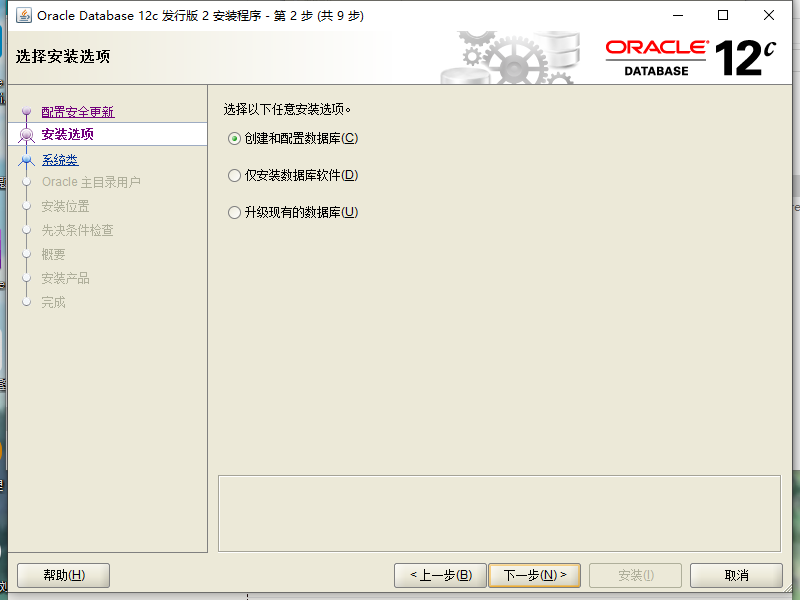 Oracle Database 12c 发行版 2 安装程序 - 第 2 步 (共 9 步)
选择安装选项
ORACLE®
DATABASE
12c
配置安全更新
安装选项
系统类
Oracle 主目录用户
安装位置
先决条件检查
概要
安装产品
完成
选择以下任意安装选项。
创建和配置数据库(C)
仅安装数据库软件(D)
升级现有的数据库(U)
帮助(H)
< 上一步(B)
下一步(N) >
安装(I)
取消